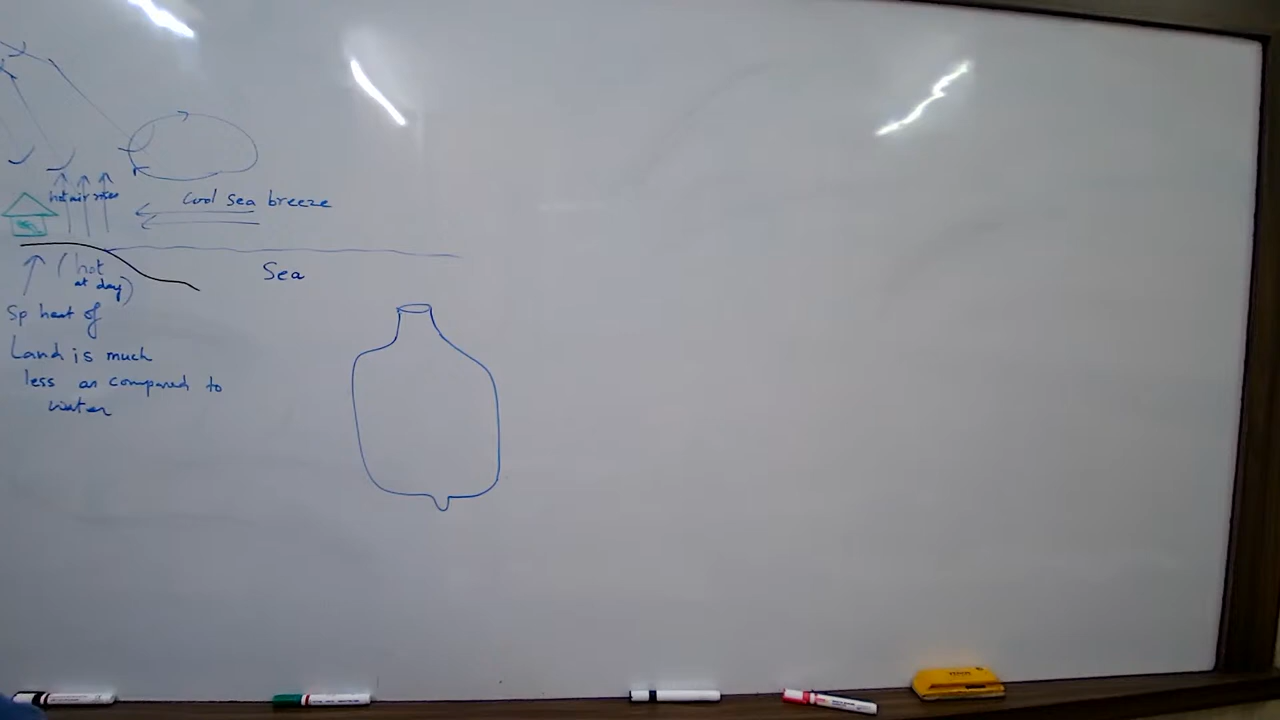 hot air rises
Cool Sea breeze
Sea
(hot
at day)
Sp heat of
Land is much
less as compared to
water